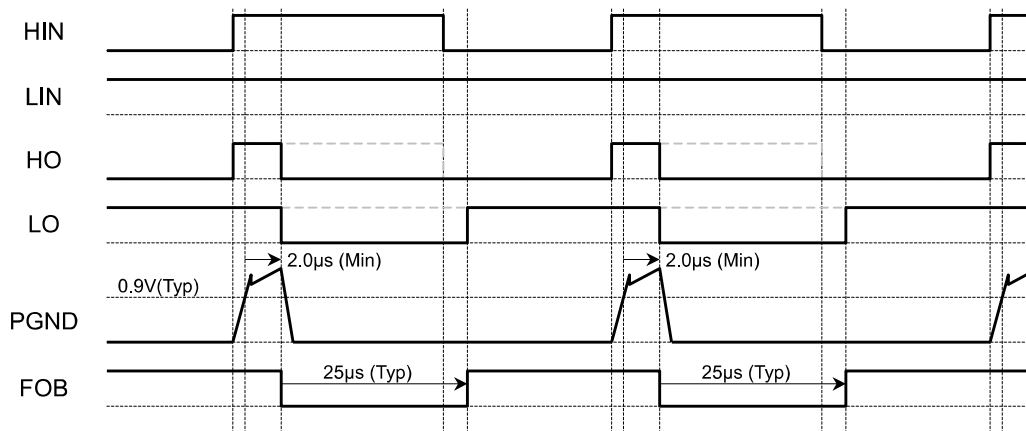 HIN
LIN
HO
LO
2.0μs (Min)
2.0μs (Min)
0.9V(Typ)
PGND
25μs (Typ)
25μs (Typ)
FOB